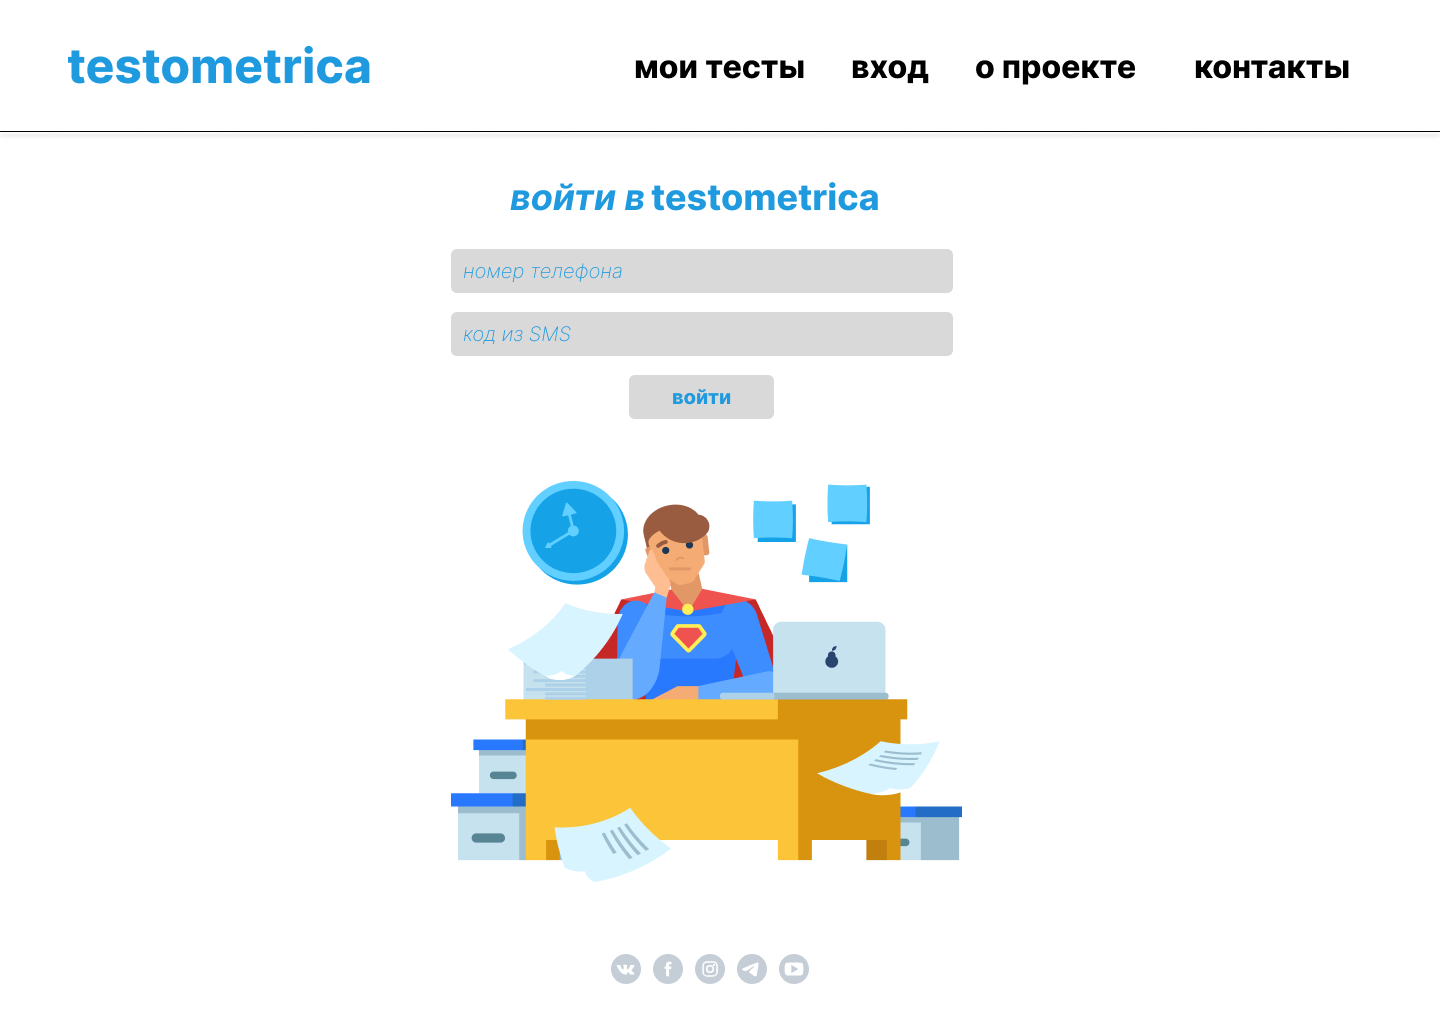 testometrica мои тесты вход о проекте контакты
войти в testometrica
номер телефона
код из SMS
войти